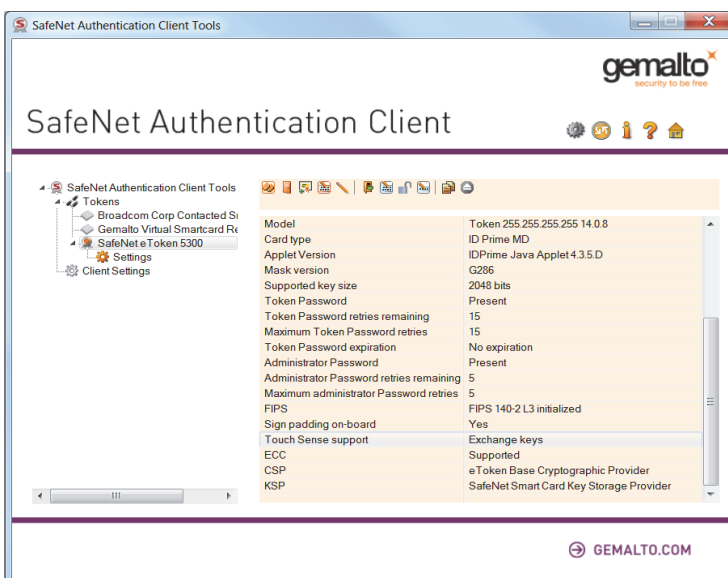 SafeNet Authentication Client Tools
gemalto
security to be free
SafeNet Authentication Client
SafeNet Authentication Client Tools
Tokens
Broadcom Corp Contacted
Gemalto Virtual Smartcard Re
SafeNet eToken 5300
Settings
Client Settings
Model Token 255.255.255.255 14.0.8
Card type ID Prime MD
Applet Version IDPrime Java Applet 4.3.5.D
Mask version G286
Supported key size 2048 bits
Token Password Present
Token Password retries remaining 15
Maximum Token Password retries 15
Token Password expiration No expiration
Administrator Password Present
Administrator Password retries remaining 5
Maximum administrator Password retries 5
FIPS FIPS 140-2 L3 initialized
Sign padding on-board Yes
Touch Sense support Exchange keys
ECC Supported
CSP eToken Base Cryptographic Provider
KSP SafeNet Smart Card Key Storage Provider
GEMALTO.COM